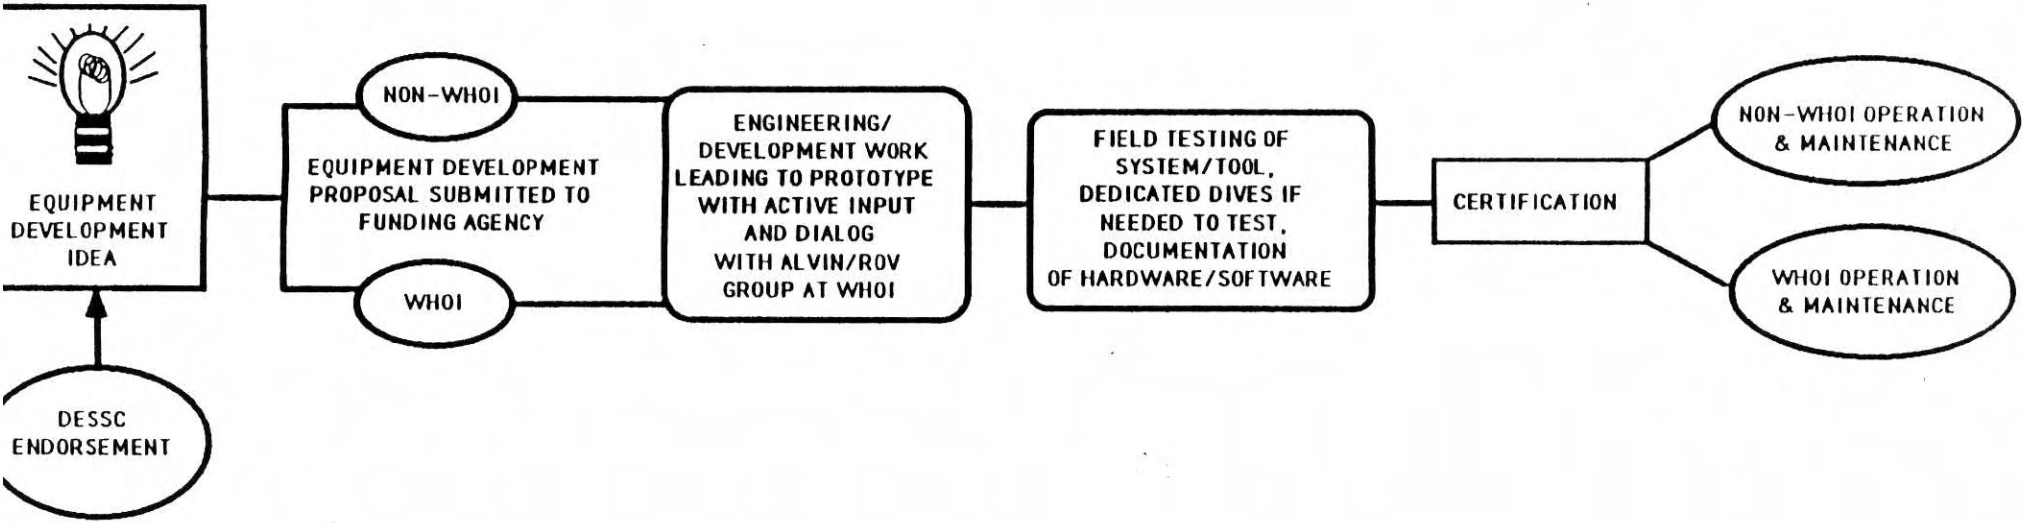 EQUIPMENT
DEVELOPMENT
IDEA
DESSC
ENDORSEMENT
NON-WHOI
EQUIPMENT DEVELOPMENT
PROPOSAL SUBMITTED TO
FUNDING AGENCY
WHOI
ENGINEERING/
DEVELOPMENT WORK
LEADING TO PROTOTYPE
WITH ACTIVE INPUT
AND DIALOG
WITH ALVIN/ROV
GROUP AT WHOI
FIELD TESTING OF
SYSTEM/TOOL,
DEDICATED DIVES IF
NEEDED TO TEST,
DOCUMENTATION
OF HARDWARE/SOFTWARE
CERTIFICATION
NON-WHOI OPERATION
& MAINTENANCE
WHOI OPERATION
& MAINTENANCE